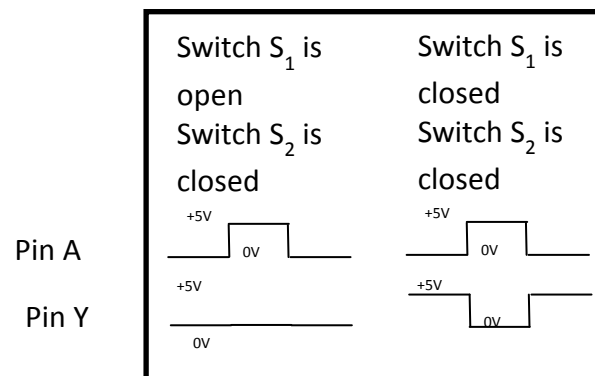 Switch S1 is
open
Switch S2 is
closed
Switch S1 is
closed
Switch S2 is
closed
Pin A
+5V
0V
+5V
0V
Pin Y
+5V
0V
+5V
0V